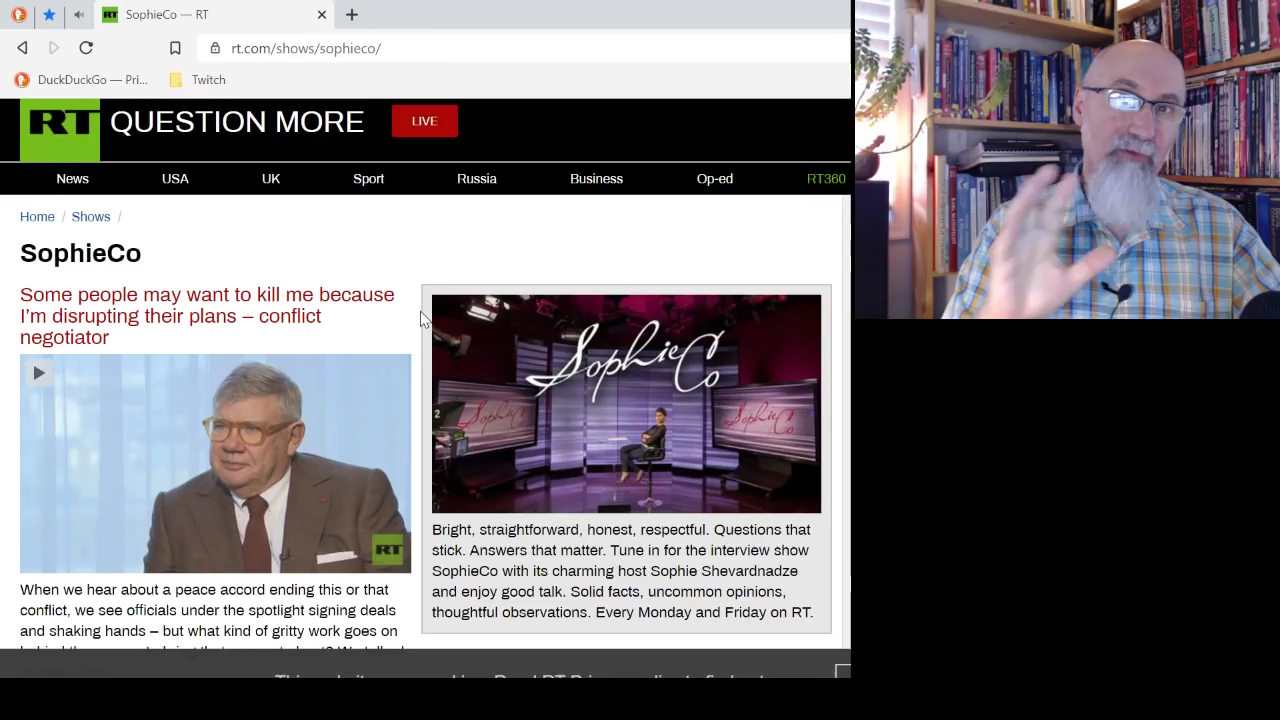 SophieCo — RT
rt.com/shows/sophieco/
DuckDuckGo — Pri...
Twitch
RT QUESTION MORE LIVE
News USA UK Sport Russia Business Op-ed RT360
Home / Shows /
SophieCo
Some people may want to kill me because
I'm disrupting their plans – conflict
negotiator
RT
When we hear about a peace accord ending this or that
conflict, we see officials under the spotlight signing deals
and shaking hands – but what kind of gritty work goes on
SophieCo
2
SophieCo
SophieCo
Bright, straightforward, honest, respectful. Questions that
stick. Answers that matter. Tune in for the interview show
SophieCo with its charming host Sophie Shevardnadze
and enjoy good talk. Solid facts, uncommon opinions,
thoughtful observations. Every Monday and Friday on RT.